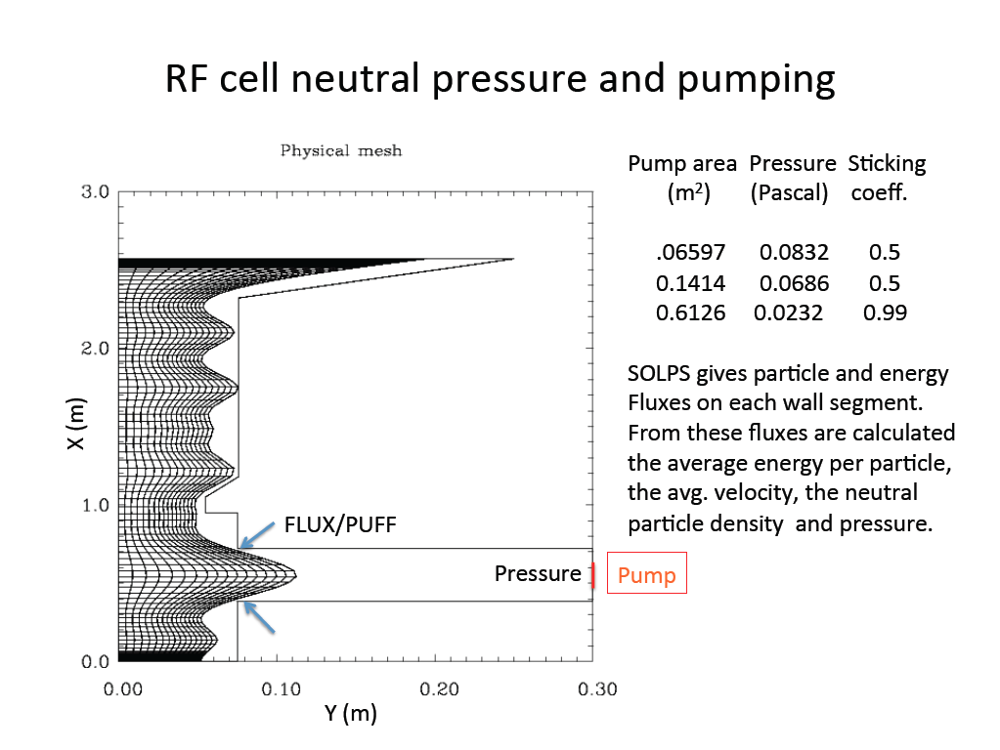 RF cell neutral pressure and pumping
Physical mesh
3.0
2.0
1.0
0.0
X (m)
0.00 0.10 0.20 0.30
Y (m)
FLUX/PUFF
Pressure
Pump
Pump area Pressure Sticking
(m²) (Pascal) coeff.
.06597 0.0832 0.5
0.1414 0.0686 0.5
0.6126 0.0232 0.99
SOLPS gives particle and energy
Fluxes on each wall segment.
From these fluxes are calculated
the average energy per particle,
the avg. velocity, the neutral
particle density and pressure.